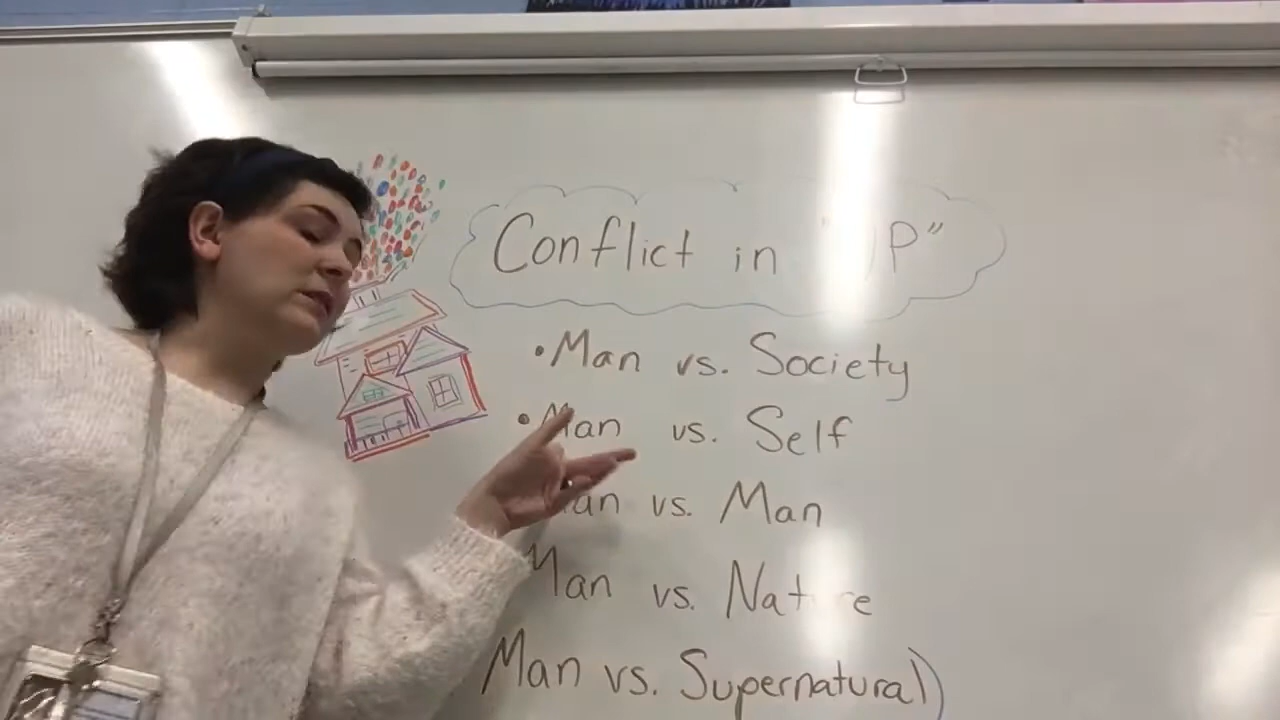 Conflict in "UP"
• Man vs. Society
• Man vs. Self
Man vs. Man
Man vs. Nature
Man vs. Supernatural)